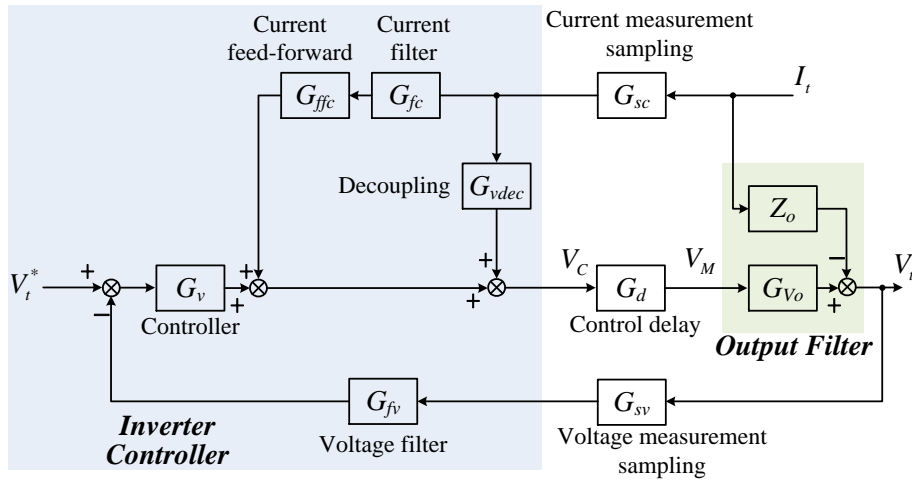 Current measurement
sampling
Current
feed-forward
Current
filter
I_t
G_ffc
G_fc
G_sc
Decoupling
G_vdec
Z_o
V_t^*
+
−
G_v
Controller
+
+
+
+
V_C
G_d
Control delay
V_M
G_Vo
−
+
V_t
Output Filter
G_fv
Voltage filter
G_sv
Voltage measurement
sampling
Inverter
Controller